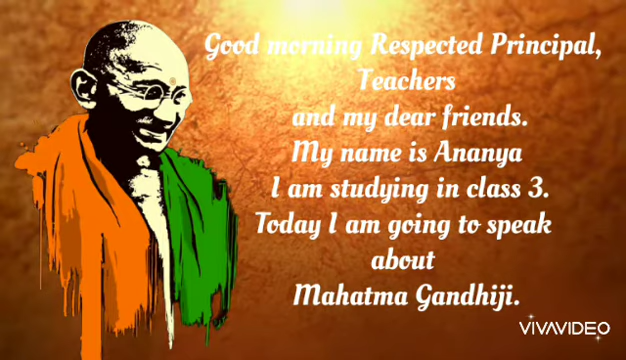 Good morning Respected Principal,
Teachers
and my dear friends.
My name is Ananya
I am studying in class 3.
Today I am going to speak
about
Mahatma Gandhiji.
VIVAVIDEO